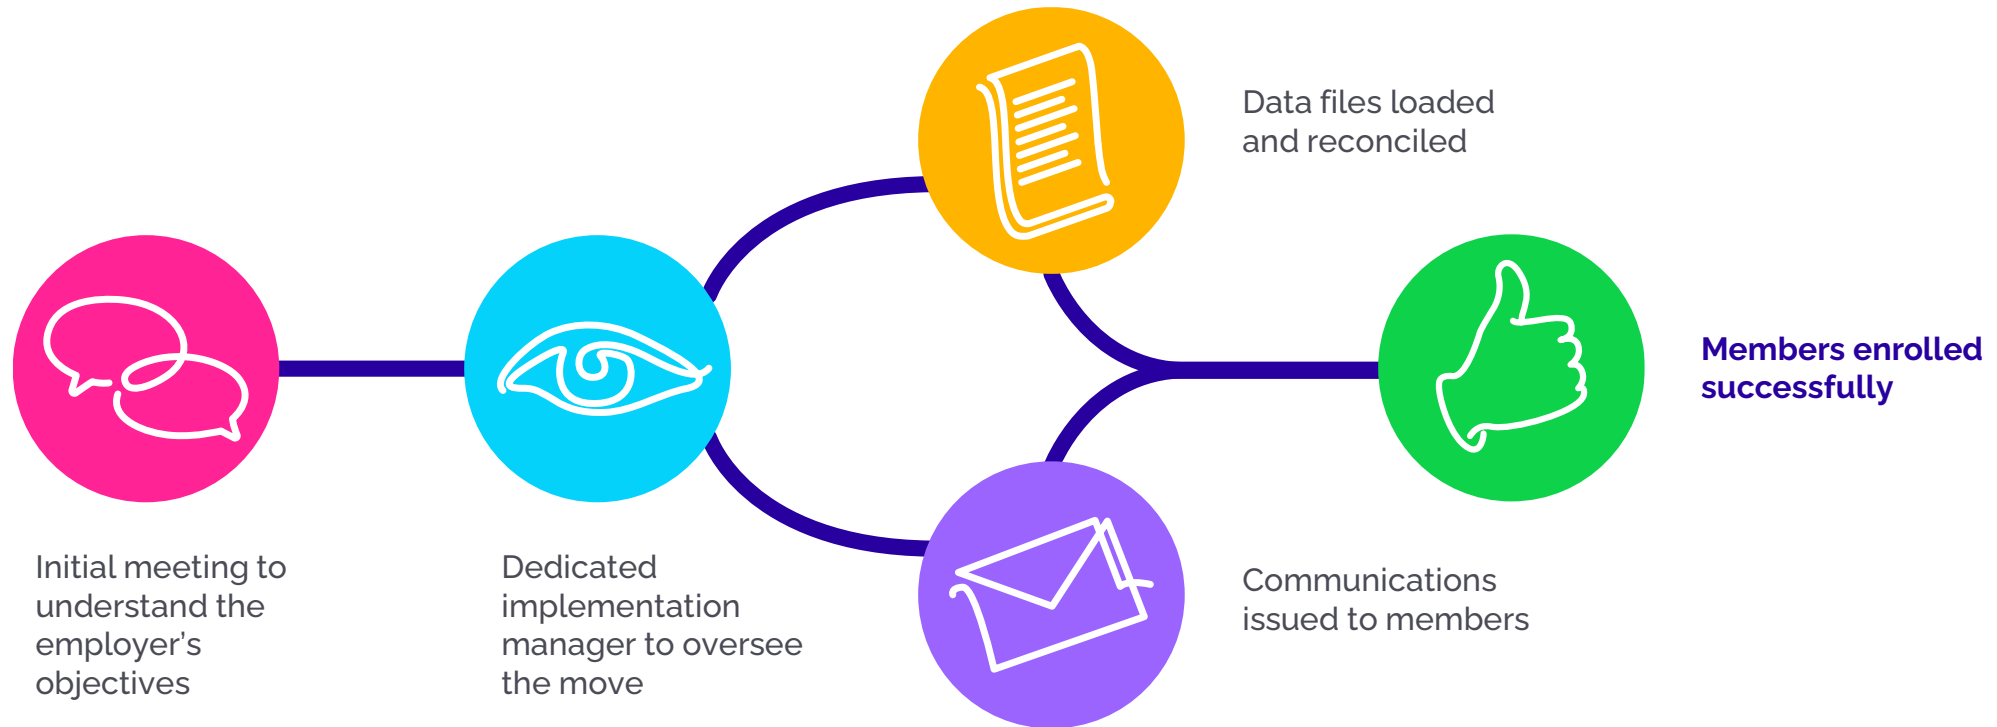 Initial meeting to
understand the
employer's
objectives
Dedicated
implementation
manager to oversee
the move
Data files loaded
and reconciled
Communications
issued to members
Members enrolled
successfully